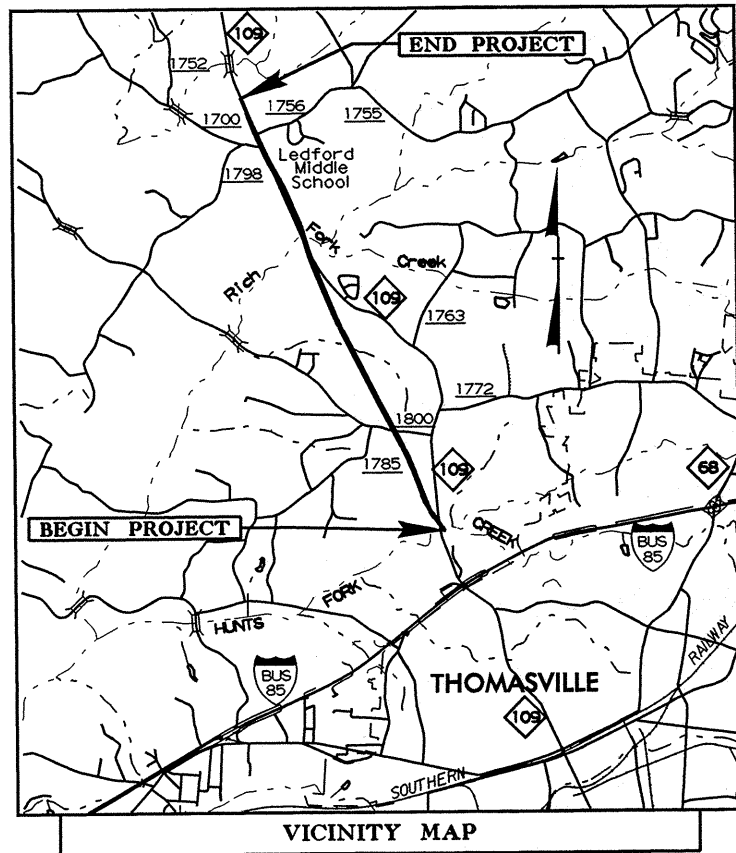 109
END PROJECT
1752
1756
1700
1755
Ledford
Middle
School
1798
Rich Fork Creek
109
1763
1772
1800
1785
109
68
BEGIN PROJECT
BUS
85
HUNTS FORK CREEK
BUS
85
THOMASVILLE
109
SOUTHERN RAILWAY
VICINITY MAP